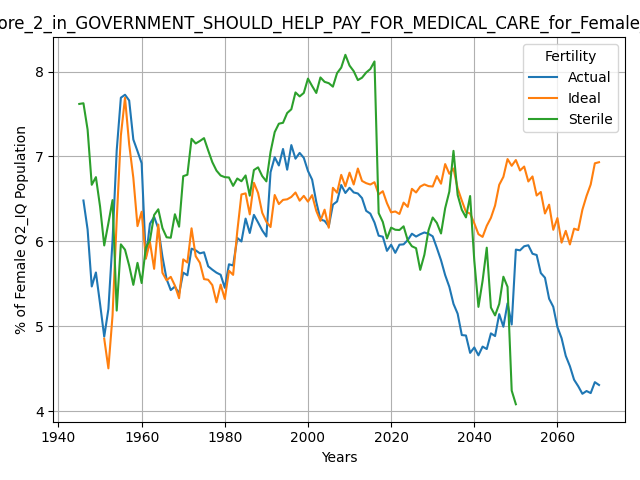 ore_2_in_GOVERNMENT_SHOULD_HELP_PAY_FOR_MEDICAL_CARE_for_Female
Fertility
Actual
Ideal
Sterile
8
7
6
5
4
% of Female Q2_IQ Population
1940 1960 1980 2000 2020 2040 2060
Years